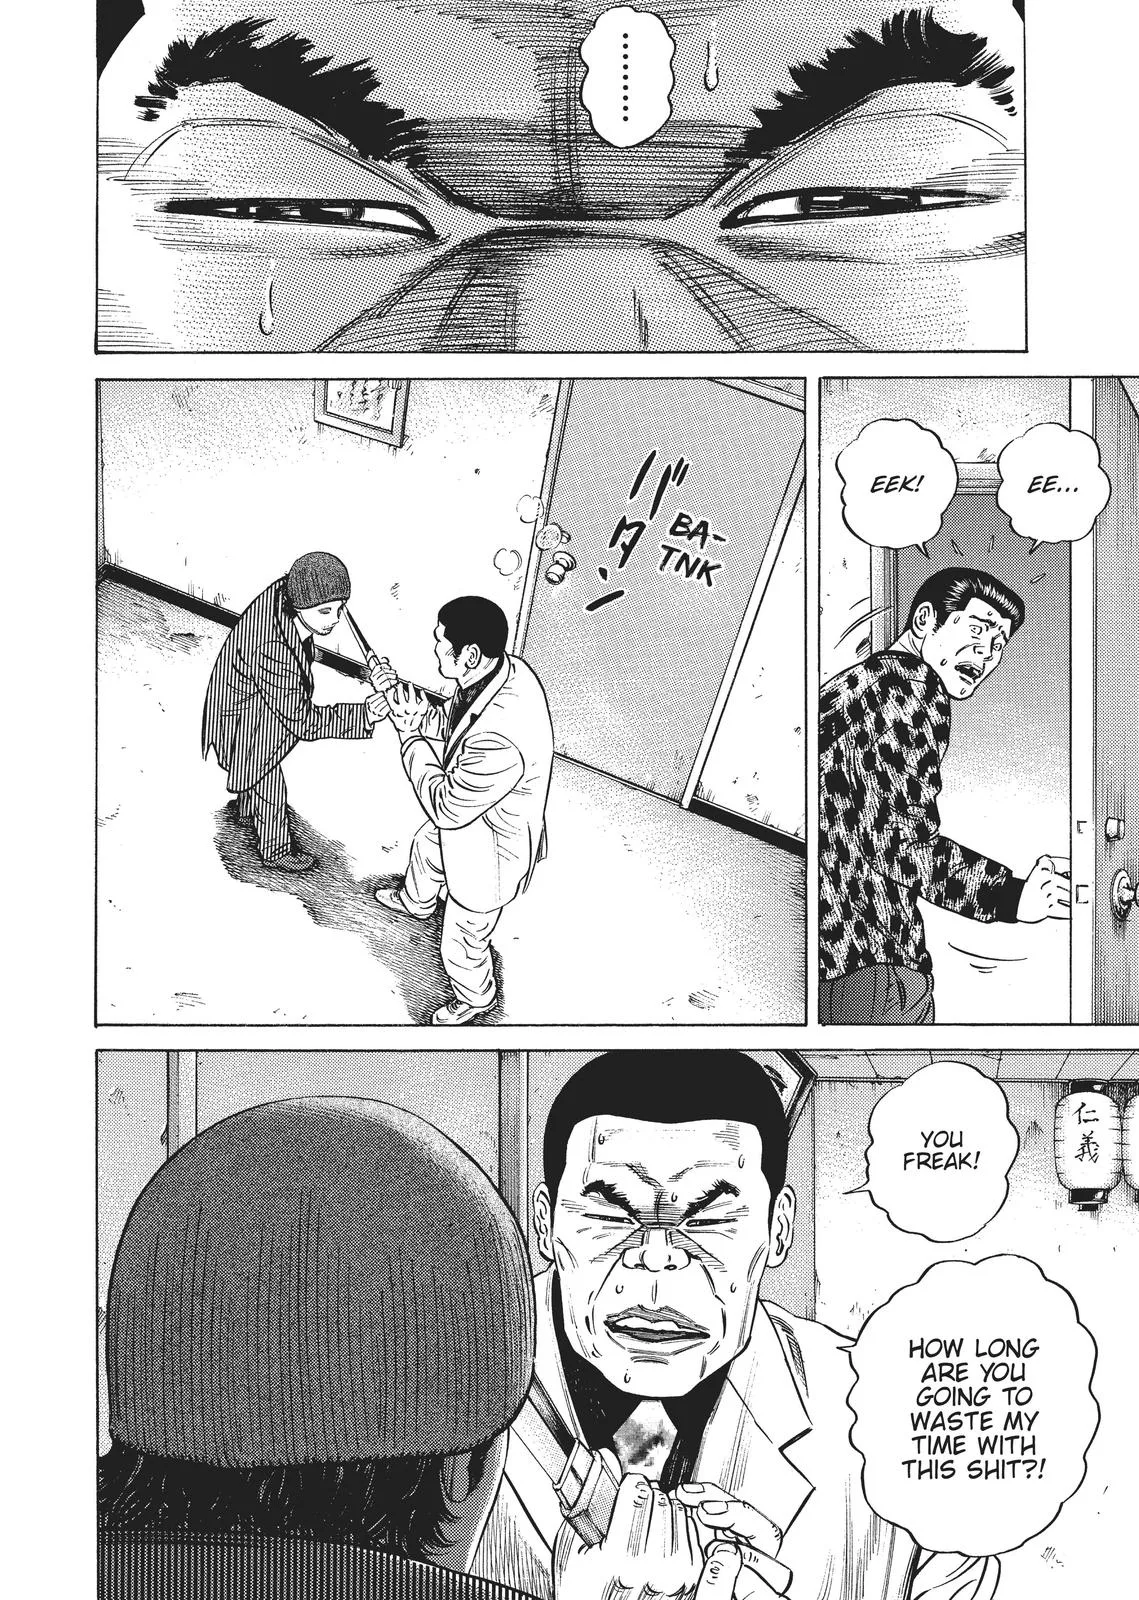 ………
EE...
EEK!
バタン
BA-
TNK
YOU
FREAK!
仁義
HOW LONG
ARE YOU
GOING TO
WASTE MY
TIME WITH
THIS SHIT?!